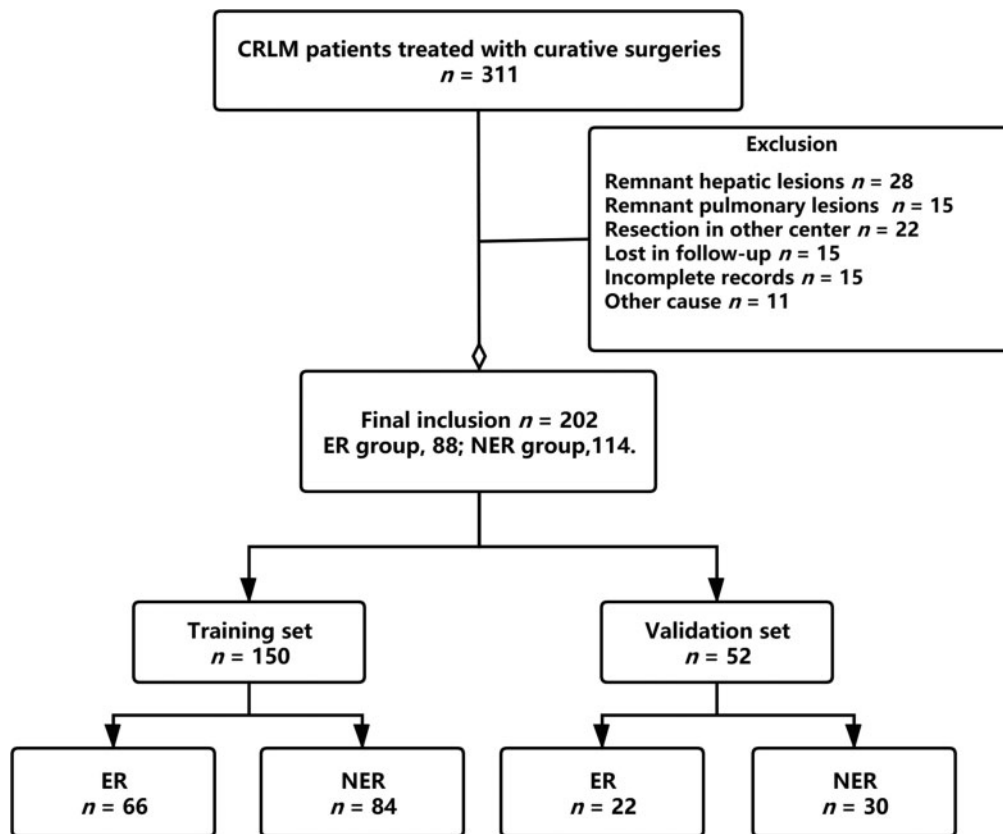 CRLM patients treated with curative surgeries
n = 311
Exclusion
Remnant hepatic lesions n = 28
Remnant pulmonary lesions n = 15
Resection in other center n = 22
Lost in follow-up n = 15
Incomplete records n = 15
Other cause n = 11
Final inclusion n = 202
ER group, 88; NER group,114.
Training set
n = 150
Validation set
n = 52
ER
n = 66
NER
n = 84
ER
n = 22
NER
n = 30